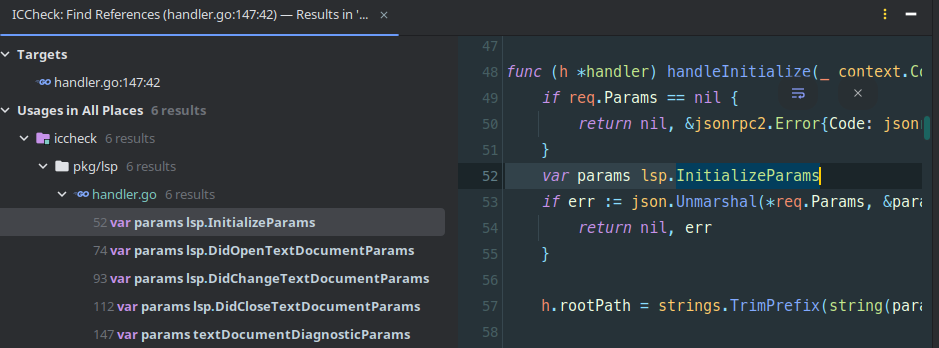 ICCheck: Find References (handler.go:147:42) — Results in '...
Targets
handler.go:147:42
Usages in All Places 6 results
iccheck 6 results
pkg/lsp 6 results
handler.go 6 results
52 var params lsp.InitializeParams
74 var params lsp.DidOpenTextDocumentParams
93 var params lsp.DidChangeTextDocumentParams
112 var params lsp.DidCloseTextDocumentParams
147 var params textDocumentDiagnosticParams
47
48 func (h *handler) handleInitialize(_ context.Co
49 if req.Params == nil {
50 return nil, &jsonrpc2.Error{Code: jsonr
51 }
52 var params lsp.InitializeParams
53 if err := json.Unmarshal(*req.Params, &para
54 return nil, err
55 }
56
57 h.rootPath = strings.TrimPrefix(string(para
58